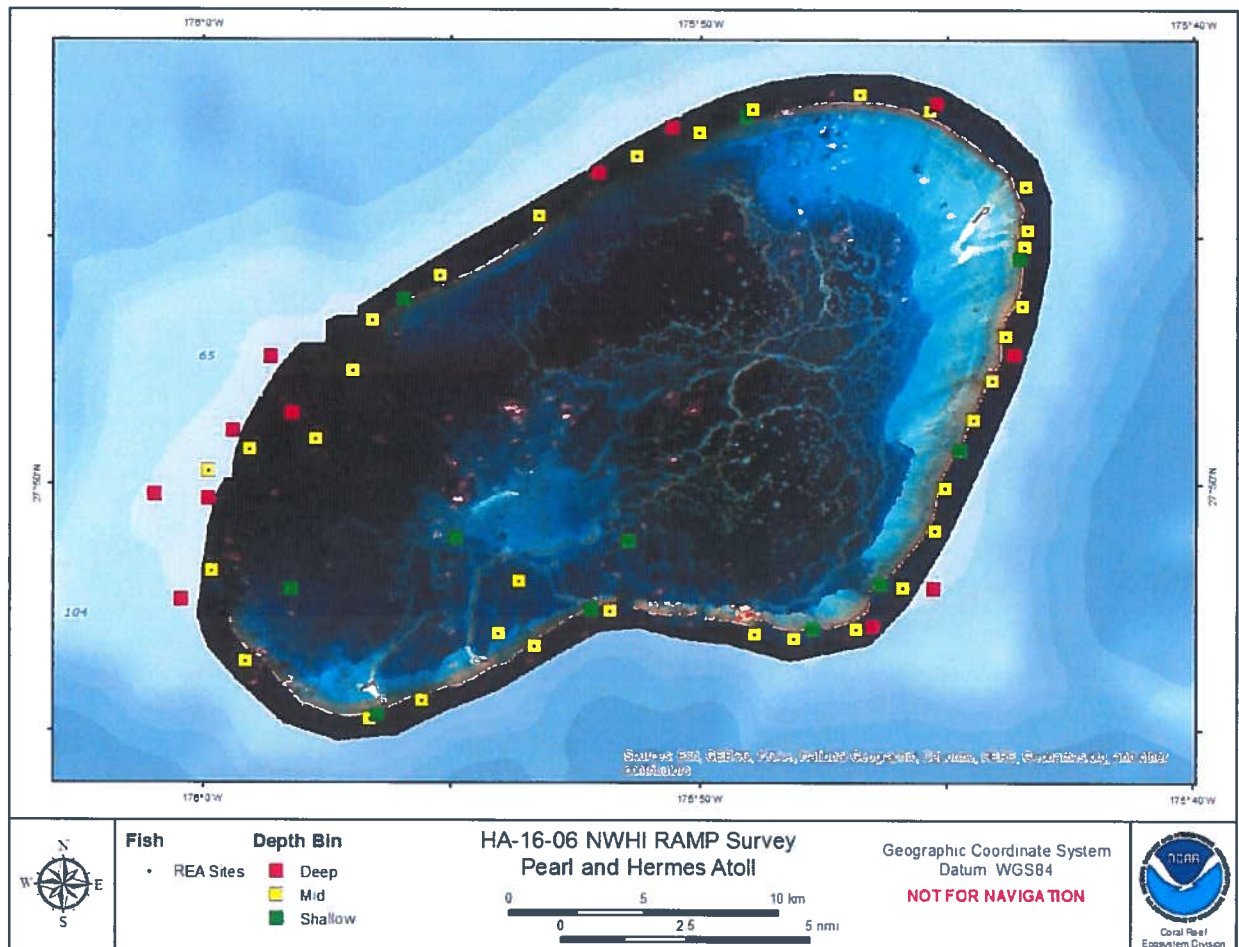 176°0'W 175°50'W 175°40'W
65
27°50'N 27°50'N
104
176°0'W 175°50'W 175°40'W
Fish
REA Sites
Depth Bin
Deep
Mid
Shallow
HA-16-06 NWHI RAMP Survey
Pearl and Hermes Atoll
0 5 10 km
0 2.5 5 nmi
Geographic Coordinate System
Datum: WGS84
NOT FOR NAVIGATION
N
W E
S
NOAA
Coral Reef
Ecosystem Division